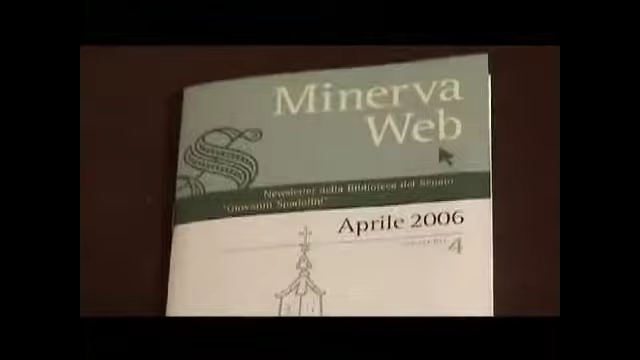 Minerva
Web
Newsletter della Biblioteca del Senato
"Giovanni Spadolini"
Aprile 2006
4